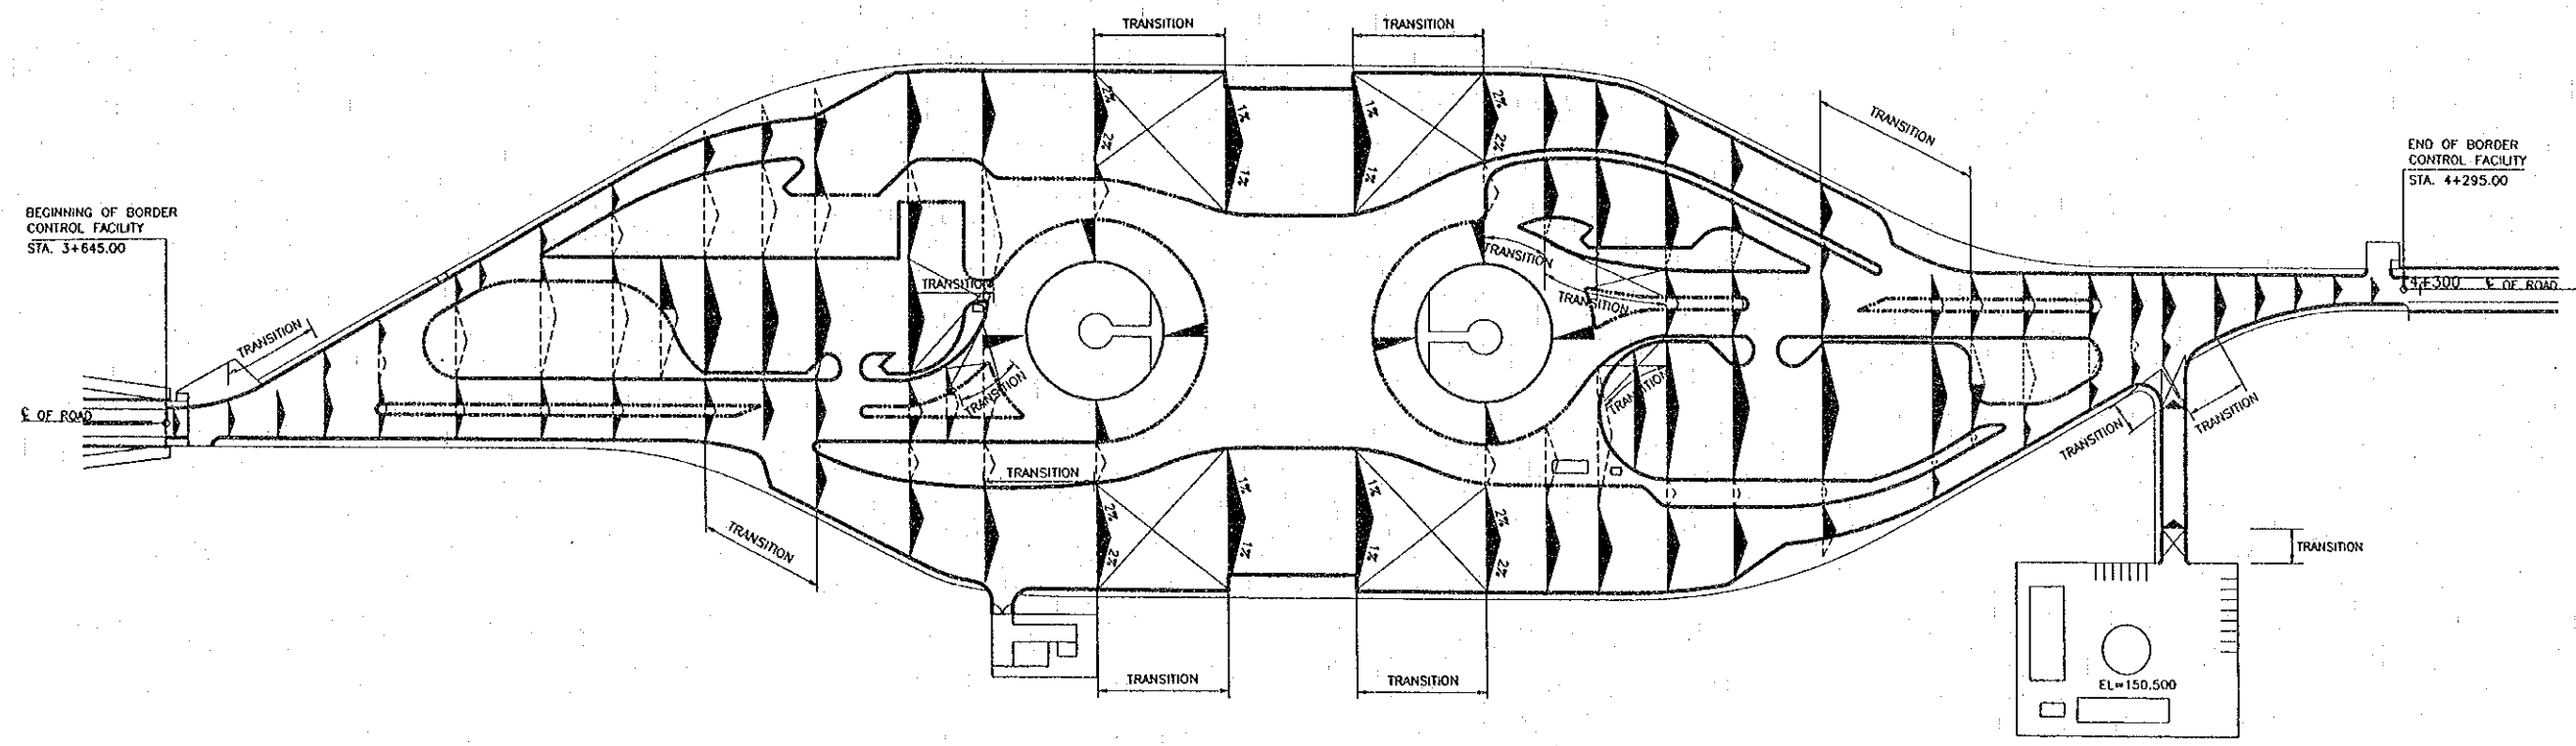 TRANSITION
TRANSITION
TRANSITION
END OF BORDER
CONTROL FACILITY
STA. 4+295.00
BEGINNING OF BORDER
CONTROL FACILITY
STA. 3+645.00
2%
2%
1%
1%
1%
1%
2%
2%
TRANSITION
TRANSITION
TRANSITION
TRANSITION
4+300
℄ OF ROAD
℄ OF ROAD
TRANSITION
TRANSITION
TRANSITION
TRANSITION
TRANSITION
TRANSITION
TRANSITION
1%
2%
1%
2%
1%
2%
1%
2%
TRANSITION
TRANSITION
TRANSITION
EL=150.500